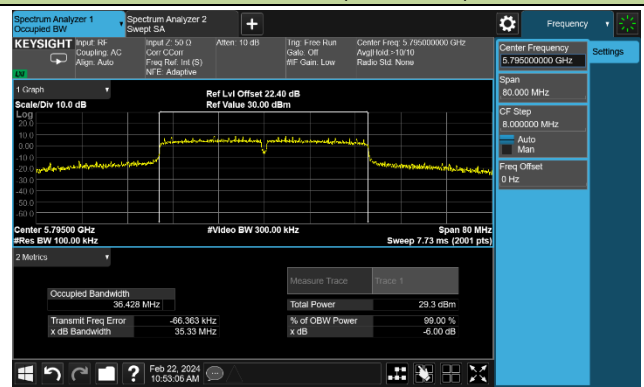 Spectrum Analyzer 1
Occupied BW
Spectrum Analyzer 2
Swept SA
Frequency
KEYSIGHT
Input: RF
Coupling: AC
Align: Auto
Input Z: 50 Ω
Corr CCorr
Freq Ref: Int (S)
NFE: Adaptive
Atten: 10 dB
Trig: Free Run
Gate: Off
#IF Gain: Low
Center Freq: 5.795000000 GHz
Avg|Hold:>10/10
Radio Std: None
Center Frequency
5.795000000 GHz
Settings
Span
80.000 MHz
CF Step
8.000000 MHz
Auto
Man
Freq Offset
0 Hz
1 Graph
Scale/Div 10.0 dB
Ref Lvl Offset 22.40 dB
Ref Value 30.00 dBm
Log
20.0
10.0
0.00
-10.0
-20.0
-30.0
-40.0
-50.0
-60.0
Center 5.79500 GHz
#Video BW 300.00 kHz
Span 80 MHz
#Res BW 100.00 kHz
Sweep 7.73 ms (2001 pts)
2 Metrics
Measure Trace
Trace 1
Occupied Bandwidth
36.428 MHz
Total Power
29.3 dBm
Transmit Freq Error
-66.363 kHz
% of OBW Power
99.00 %
x dB Bandwidth
35.33 MHz
x dB
-6.00 dB
Feb 22, 2024
10:53:06 AM